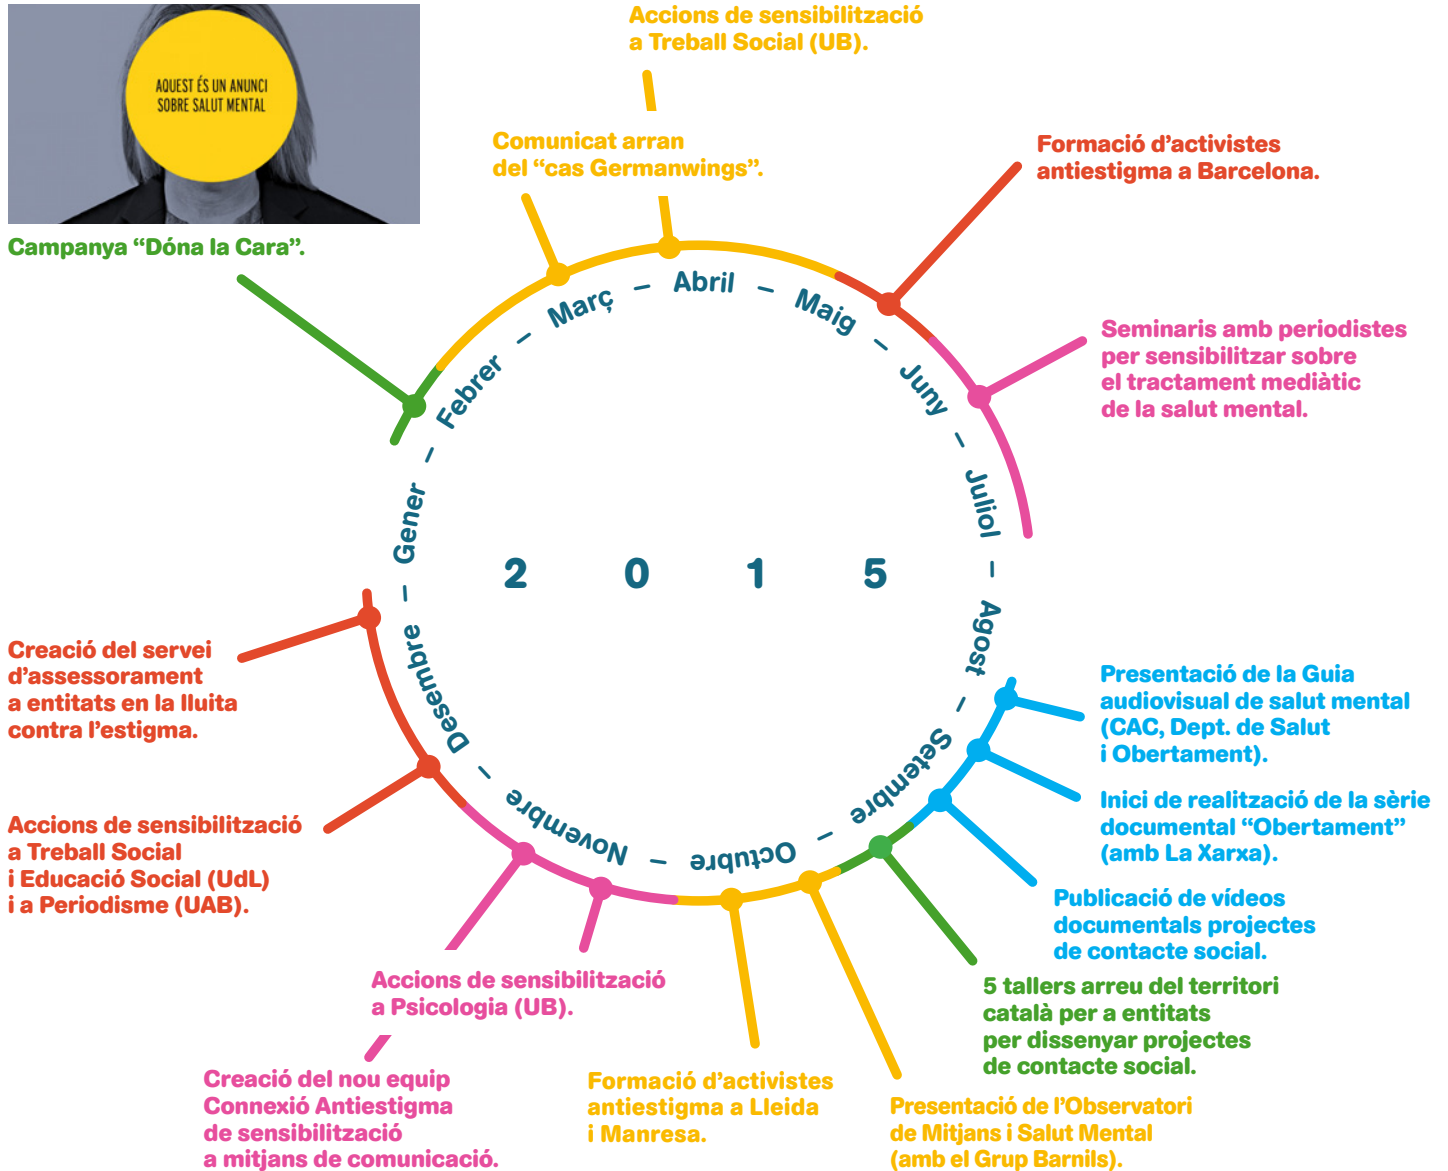 AQUEST ÉS UN ANUNCI
SOBRE SALUT MENTAL
Campanya “Dóna la Cara”.
Comunicat arran
del “cas Germanwings”.
Accions de sensibilització
a Treball Social (UB).
Formació d’activistes
antiestigma a Barcelona.
Seminaris amb periodistes
per sensibilitzar sobre
el tractament mediàtic
de la salut mental.
Presentació de la Guia
audiovisual de salut mental
(CAC, Dept. de Salut
i Obertament).
Inici de realització de la sèrie
documental “Obertament”
(amb La Xarxa).
Publicació de vídeos
documentals projectes
de contacte social.
5 tallers arreu del territori
català per a entitats
per dissenyar projectes
de contacte social.
Presentació de l’Observatori
de Mitjans i Salut Mental
(amb el Grup Barnils).
Formació d’activistes
antiestigma a Lleida
i Manresa.
Accions de sensibilització
a Psicologia (UB).
Creació del nou equip
Connexió Antiestigma
de sensibilització
a mitjans de comunicació.
Accions de sensibilització
a Treball Social
i Educació Social (UdL)
i a Periodisme (UAB).
Creació del servei
d’assessorament
a entitats en la lluita
contra l’estigma.
Gener – Febrer – Març – Abril – Maig – Juny – Juliol – Agost – Setembre – Octubre – Novembre – Desembre –
2 0 1 5